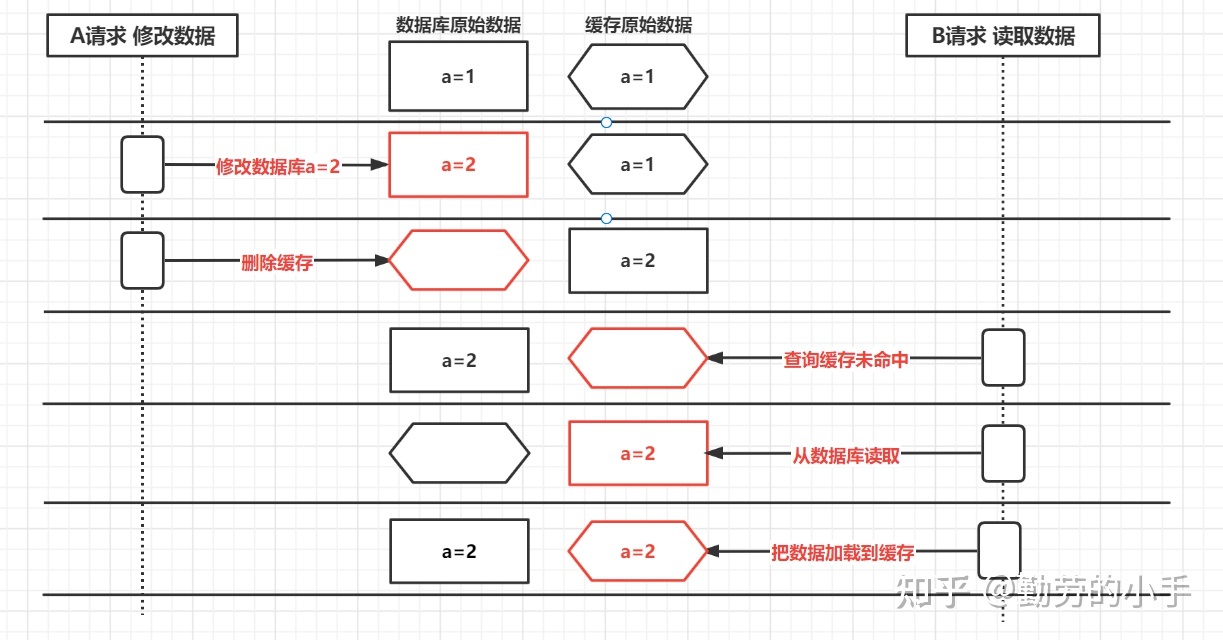 A请求 修改数据
数据库原始数据
缓存原始数据
B请求 读取数据
a=1
a=1
修改数据库a=2
a=2
a=1
删除缓存
a=2
a=2
查询缓存未命中
a=2
从数据库读取
a=2
a=2
把数据加载到缓存
知乎 @勤劳的小手